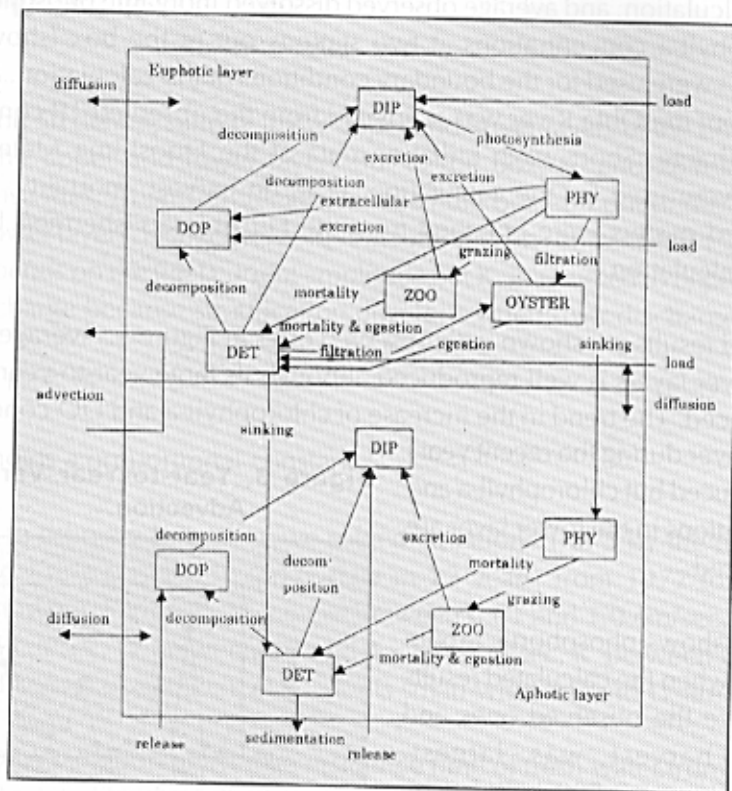 Euphotic layer
diffusion
DIP
load
decomposition
photosynthesis
excretion
excretion
decomposition
PHY
extracellular
DOP
excretion
load
grazing
filtration
decomposition
mortality
ZOO
OYSTER
mortality & egestion
DET
filtration
egestion
sinking
load
advection
diffusion
sinking
DIP
decomposition
excretion
PHY
decom-
mortality
position
DOP
grazing
diffusion
decomposition
ZOO
DET
mortality & egestion
Aphotic layer
release
sedimentation
release